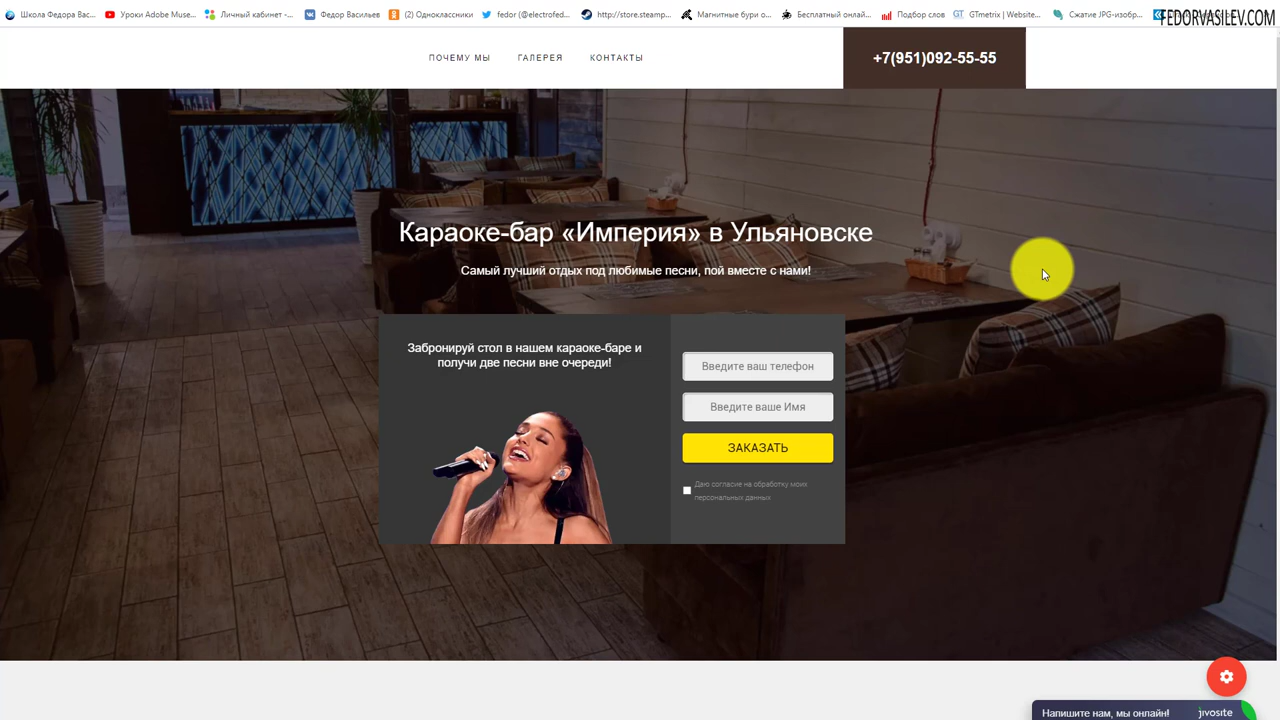 Школа Федора Вас...
Уроки Adobe Muse...
Личный кабинет -...
Федор Васильев
(2) Одноклассники
fedor (@electrofed...
http://store.steamp...
Магнитные бури о...
Бесплатный онлай...
Подбор слов
GTmetrix | Website...
Сжатие JPG-изобр...
FEDORVASILEV.COM
ПОЧЕМУ МЫ
ГАЛЕРЕЯ
КОНТАКТЫ
+7(951)092-55-55
Караоке-бар «Империя» в Ульяновске
Самый лучший отдых под любимые песни, пой вместе с нами!
Забронируй стол в нашем караоке-баре и
получи две песни вне очереди!
Введите ваш телефон
Введите ваше Имя
ЗАКАЗАТЬ
Даю согласие на обработку моих
персональных данных
Напишите нам, мы онлайн!
jivosite